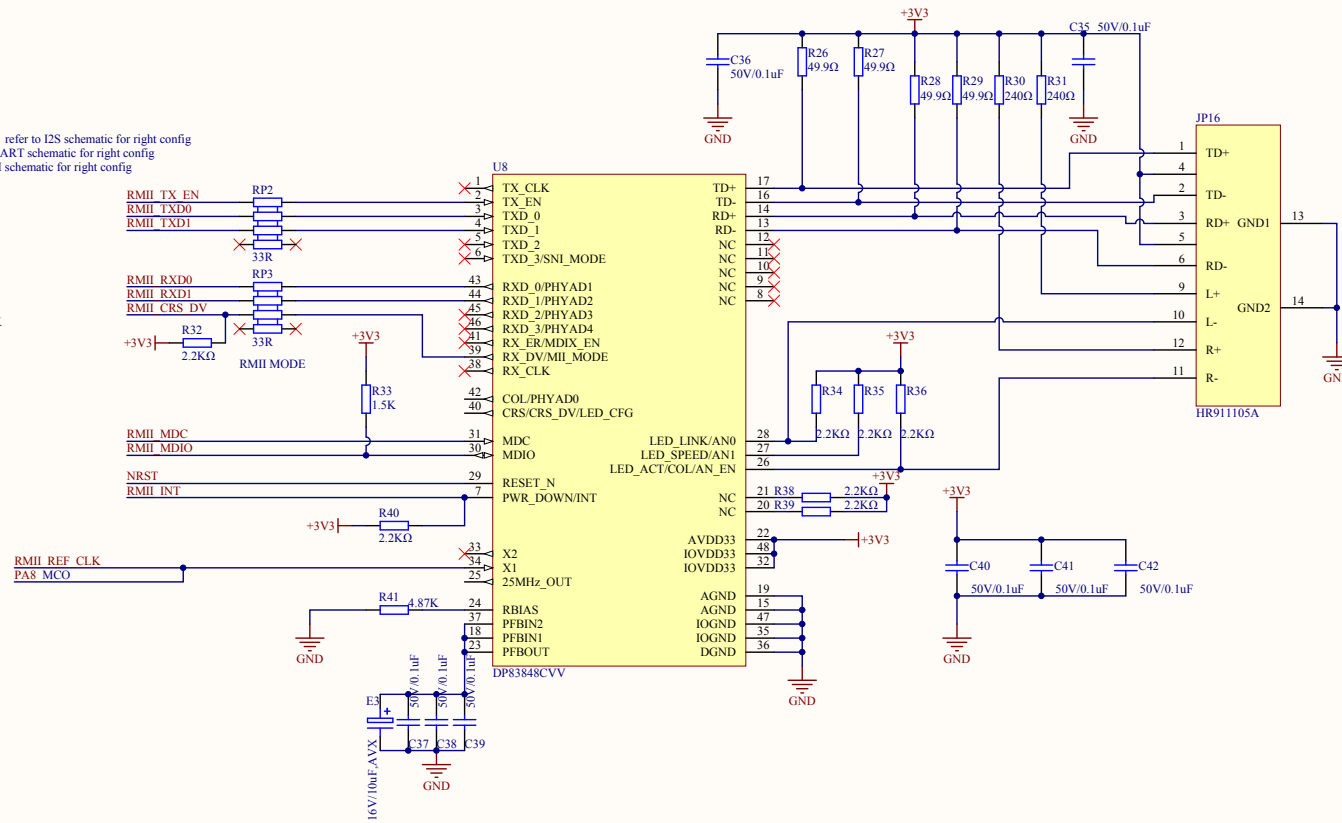 +3V3
C35 50V/0.1uF
C36
50V/0.1uF
R26
49.9Ω
R27
49.9Ω
R28
49.9Ω
R29
49.9Ω
R30
240Ω
R31
240Ω
GND
GND
refer to I2S schematic for right config
ART schematic for right config
schematic for right config
JP16
1 TD+
4
2 TD-
3 RD+ GND1 13
5
6 RD-
9 L+
10 L- GND2 14
12 R+
11 R-
HR911105A
GN
U8
1 TX_CLK
2 TX_EN
3 TXD_0
4 TXD_1
5 TXD_2
6 TXD_3/SNI_MODE
43 RXD_0/PHYAD1
44 RXD_1/PHYAD2
45 RXD_2/PHYAD3
46 RXD_3/PHYAD4
41 RX_ER/MDIX_EN
39 RX_DV/MII_MODE
38 RX_CLK
42 COL/PHYAD0
40 CRS/CRS_DV/LED_CFG
31 MDC
30 MDIO
29 RESET_N
7 PWR_DOWN/INT
33 X2
34 X1
25 25MHz_OUT
24 RBIAS
37 PFBIN2
18 PFBIN1
23 PFBOUT
DP83848CVV
TD+ 17
TD- 16
RD+ 14
RD- 13
NC 12
NC 11
NC 10
NC 9
NC 8
LED_LINK/AN0 28
LED_SPEED/AN1 27
LED_ACT/COL/AN_EN 26
NC 21
NC 20
AVDD33 22
IOVDD33 48
IOVDD33 32
AGND 19
AGND 15
IOGND 47
IOGND 35
DGND 36
RMII_TX_EN
RMII_TXD0
RMII_TXD1
RP2
33R
RMII_RXD0
RMII_RXD1
RMII_CRS_DV
RP3
33R
RMII MODE
+3V3
R32
2.2KΩ
+3V3
R33
1.5K
RMII_MDC
RMII_MDIO
NRST
RMII_INT
+3V3
R40
2.2KΩ
RMII_REF_CLK
PA8_MCO
R41
4.87K
GND
E3
+
16V/10uF,AVX
50V/0.1uF
50V/0.1uF
50V/0.1uF
C37
C38
C39
GND
+3V3
R34
R35
R36
2.2KΩ
2.2KΩ
2.2KΩ
+3V3
R38 2.2KΩ
R39 2.2KΩ
+3V3
GND
+3V3
C40
50V/0.1uF
C41
50V/0.1uF
C42
50V/0.1uF
GND